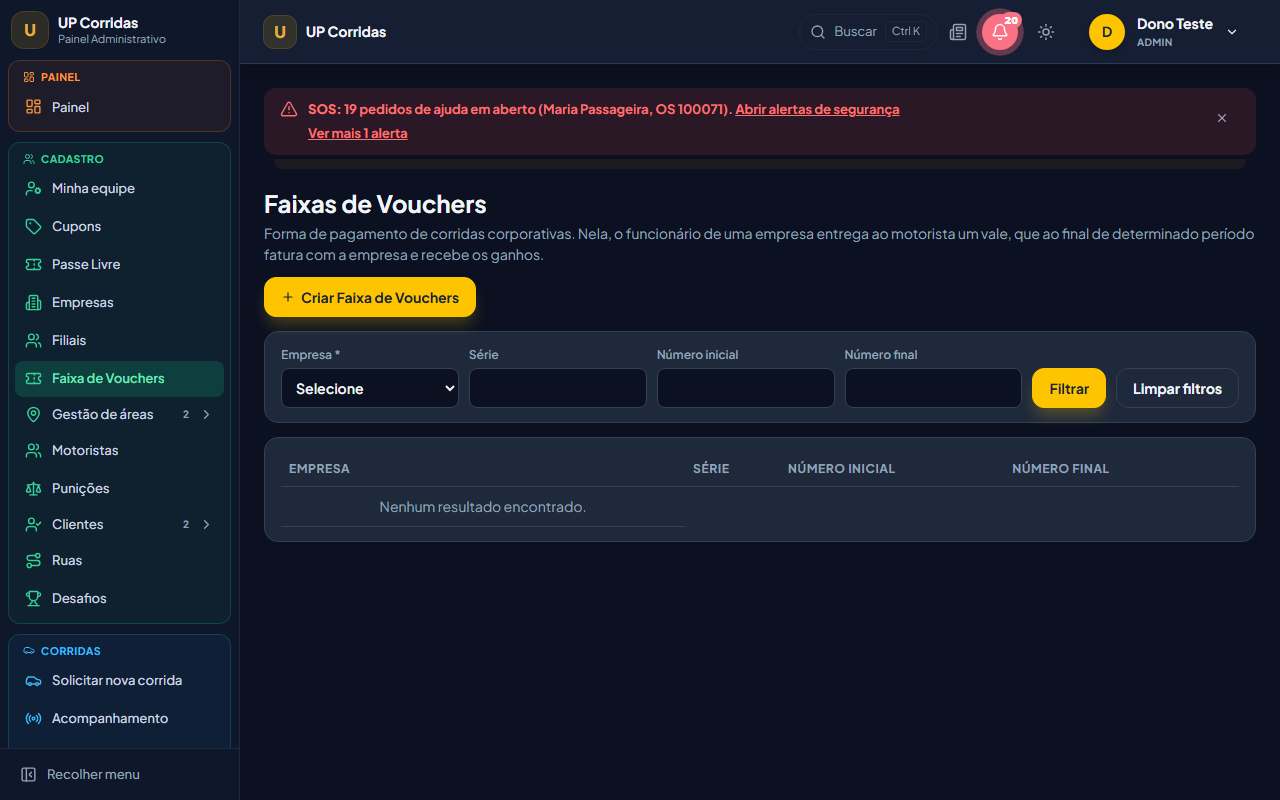 U
UP Corridas
Painel Administrativo
PAINEL
Painel
CADASTRO
Minha equipe
Cupons
Passe Livre
Empresas
Filiais
Faixa de Vouchers
Gestão de áreas 2
Motoristas
Punições
Clientes 2
Ruas
Desafios
CORRIDAS
Solicitar nova corrida
Acompanhamento
Recolher menu
U UP Corridas
Buscar Ctrl K
20
D
Dono Teste
ADMIN
SOS: 19 pedidos de ajuda em aberto (Maria Passageira, OS 100071). Abrir alertas de segurança
Ver mais 1 alerta
Faixas de Vouchers
Forma de pagamento de corridas corporativas. Nela, o funcionário de uma empresa entrega ao motorista um vale, que ao final de determinado período
fatura com a empresa e recebe os ganhos.
+ Criar Faixa de Vouchers
Empresa * Série Número inicial Número final
Selecione Filtrar Limpar filtros
EMPRESA SÉRIE NÚMERO INICIAL NÚMERO FINAL
Nenhum resultado encontrado.